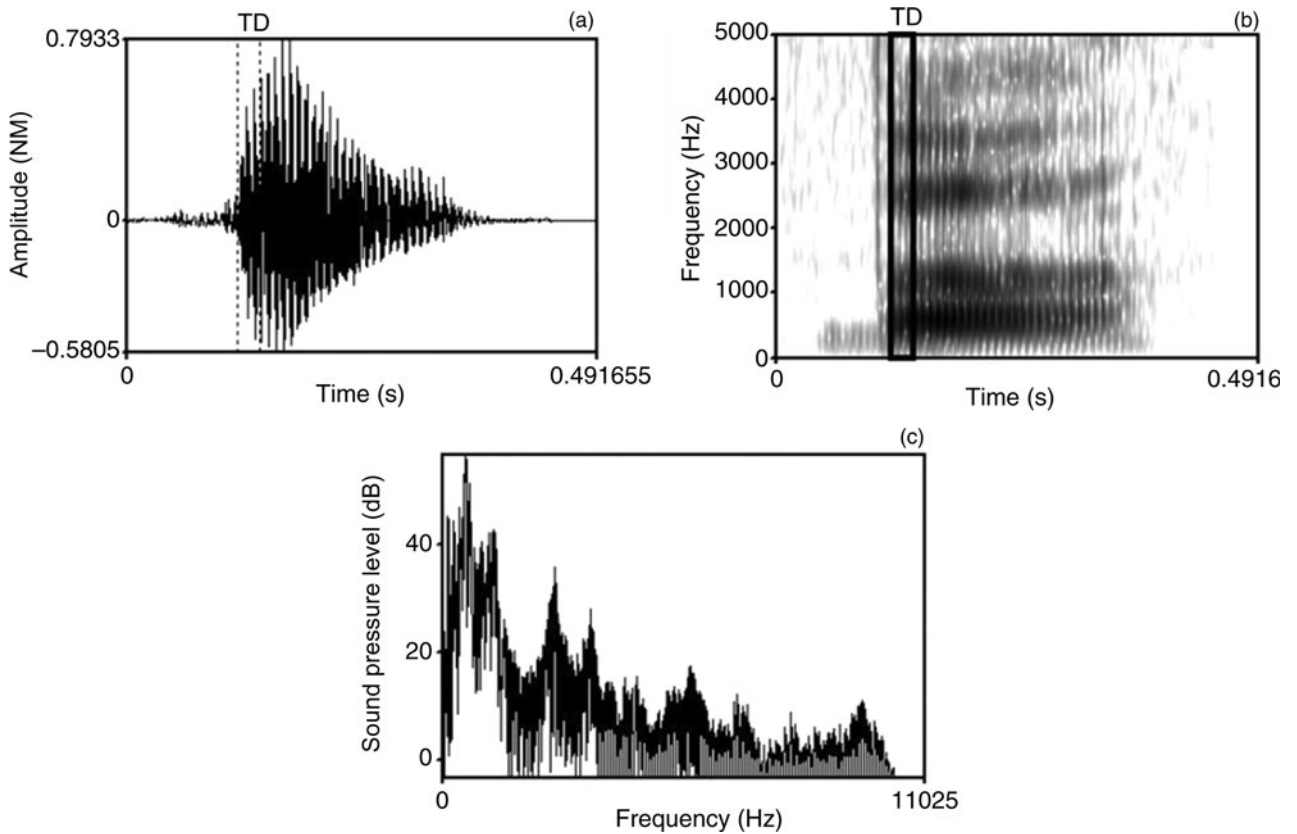 TD
(a)
0.7933
Amplitude (NM)
0
–0.5805
0
0.491655
Time (s)
TD
(b)
5000
4000
Frequency (Hz)
3000
2000
1000
0
0
0.4916
Time (s)
(c)
Sound pressure level (dB)
40
20
0
0
11025
Frequency (Hz)